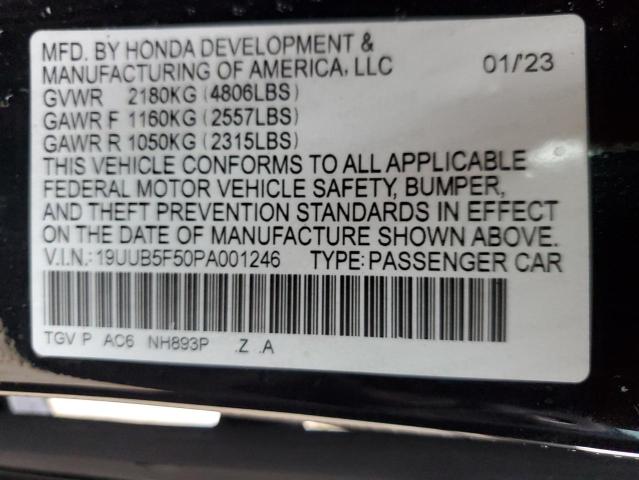 MFD. BY HONDA DEVELOPMENT &
MANUFACTURING OF AMERICA, LLC 01/'23
GVWR 2180KG (4806LBS)
GAWR F 1160KG (2557LBS)
GAWR R 1050KG (2315LBS)
THIS VEHICLE CONFORMS TO ALL APPLICABLE
FEDERAL MOTOR VEHICLE SAFETY, BUMPER,
AND THEFT PREVENTION STANDARDS IN EFFECT
ON THE DATE OF MANUFACTURE SHOWN ABOVE.
V.I.N.: 19UUB5F50PA001246 TYPE: PASSENGER CAR
TGV P AC6 NH893P .Z .A